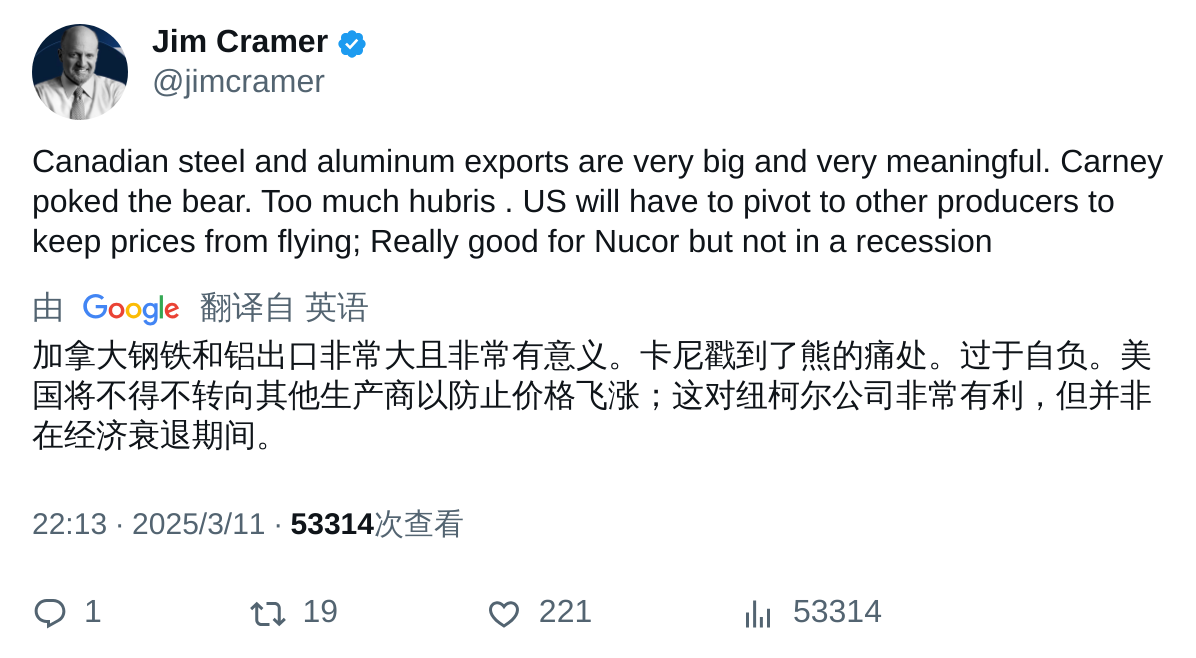 Jim Cramer
@jimcramer
Canadian steel and aluminum exports are very big and very meaningful. Carney
poked the bear. Too much hubris . US will have to pivot to other producers to
keep prices from flying; Really good for Nucor but not in a recession
由 Google 翻译自 英语
加拿大钢铁和铝出口非常大且非常有意义。卡尼戳到了熊的痛处。过于自负。美
国将不得不转向其他生产商以防止价格飞涨；这对纽柯尔公司非常有利，但并非
在经济衰退期间。
22:13 · 2025/3/11 · 53314次查看
1 19 221 53314